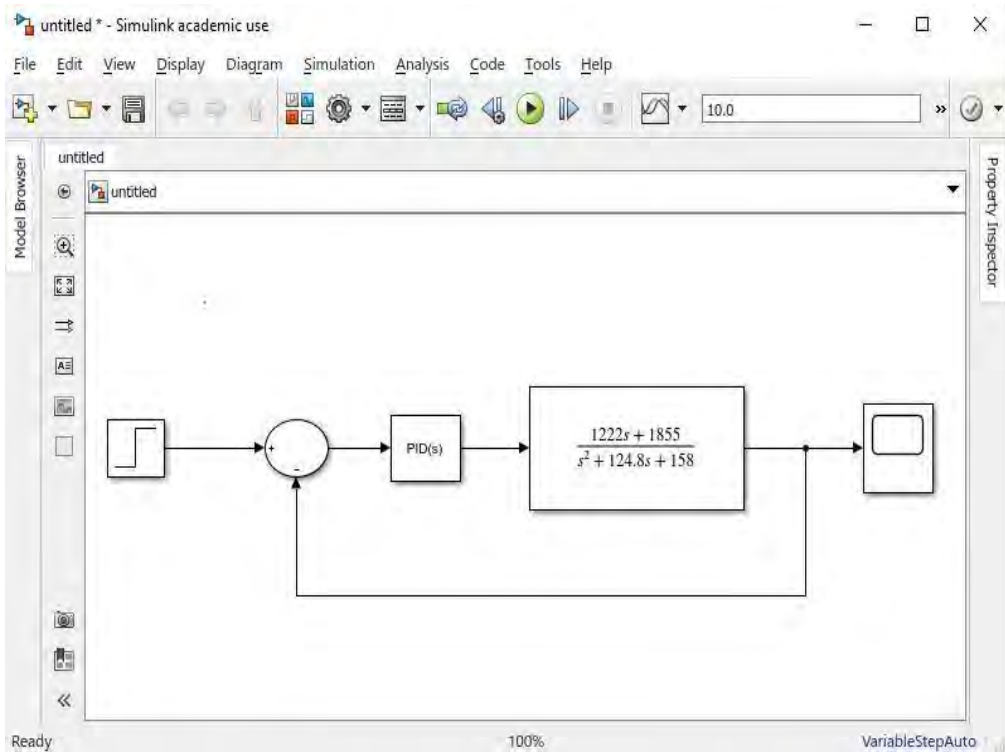 untitled * - Simulink academic use
File Edit View Display Diagram Simulation Analysis Code Tools Help
10.0 »
Model Browser
untitled
untitled
Property Inspector
A
+
-
PID(s)
1222s + 1855
s² + 124.8s + 158
Ready 100% VariableStepAuto